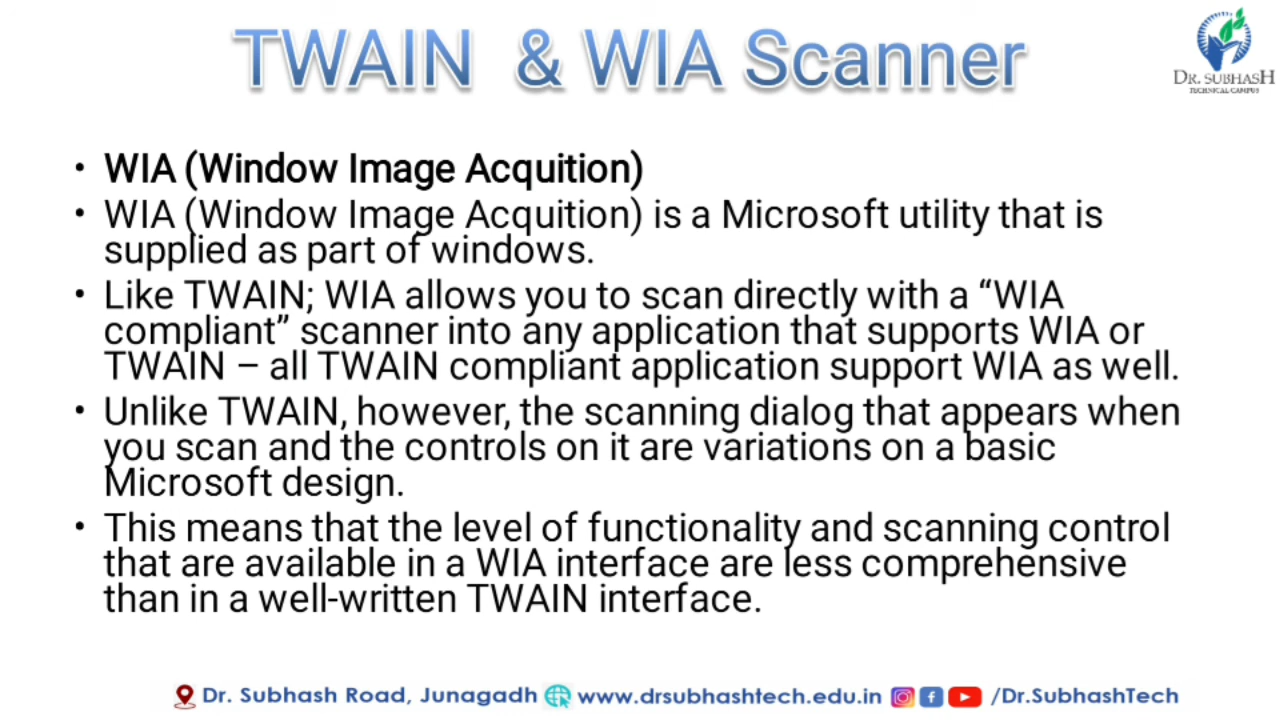 TWAIN & WIA Scanner
DR. SUBHASH
TECHNICAL CAMPUS
• WIA (Window Image Acquition)
• WIA (Window Image Acquition) is a Microsoft utility that is
supplied as part of windows.
• Like TWAIN; WIA allows you to scan directly with a “WIA
compliant” scanner into any application that supports WIA or
TWAIN – all TWAIN compliant application support WIA as well.
• Unlike TWAIN, however, the scanning dialog that appears when
you scan and the controls on it are variations on a basic
Microsoft design.
• This means that the level of functionality and scanning control
that are available in a WIA interface are less comprehensive
than in a well-written TWAIN interface.
Dr. Subhash Road, Junagadh www.drsubhashtech.edu.in /Dr.SubhashTech